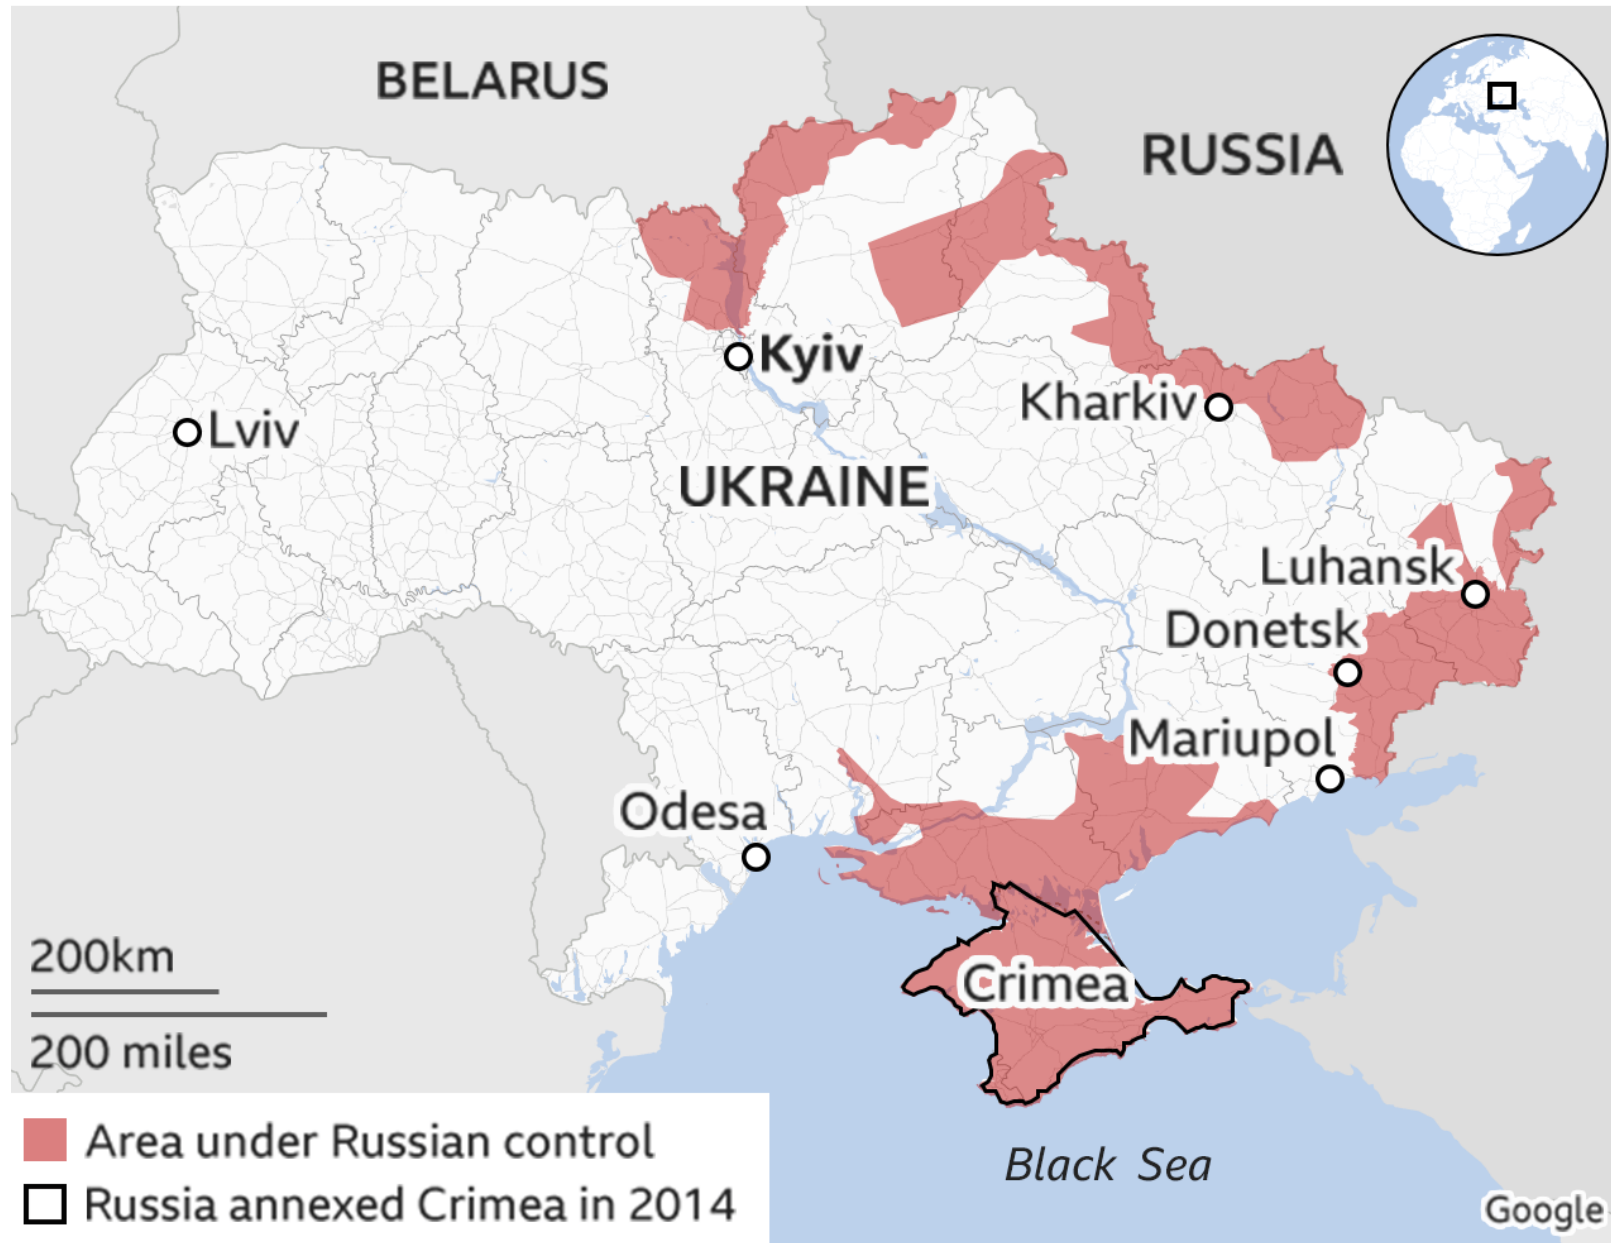 BELARUS
RUSSIA
Kyiv
Kharkiv
Lviv
UKRAINE
Luhansk
Donetsk
Mariupol
Odesa
200km
Crimea
200 miles
Area under Russian control
Black Sea
Russia annexed Crimea in 2014
Google